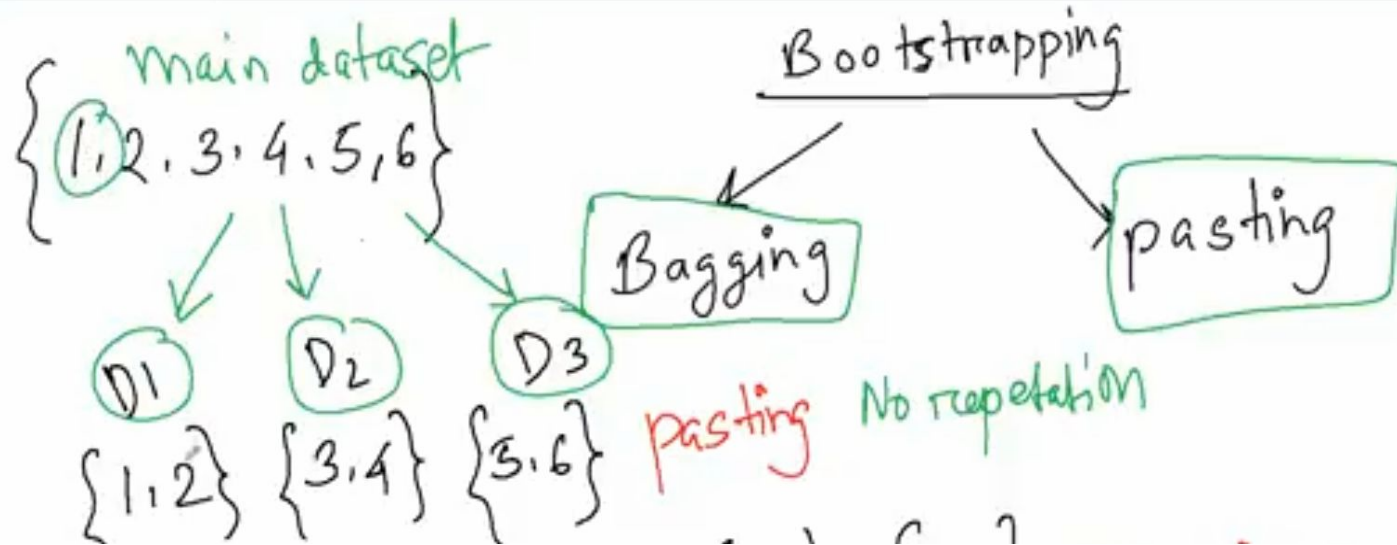 main dataset
{1, 2, 3, 4, 5, 6}
Bootstrapping
Bagging
pasting
D1
D2
D3
{1, 2}
{3, 4}
{5, 6}
pasting
No repetation